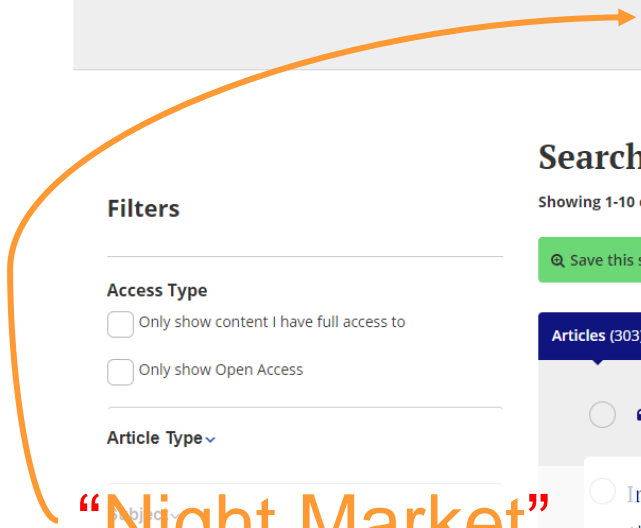 Search
Filters
Showing 1-10
Save this
Access Type
Only show content I have full access to
Articles (303)
Only show Open Access
Article Type
Subject
“Night Market”